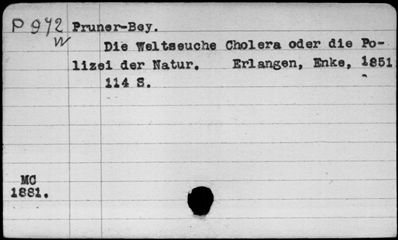 P 972 Pruner-Bey.
W
Die Weltseuche Cholera oder die Po-
lizei der Natur. Erlangen, Enke, 1851
114 S.
MC
1881.